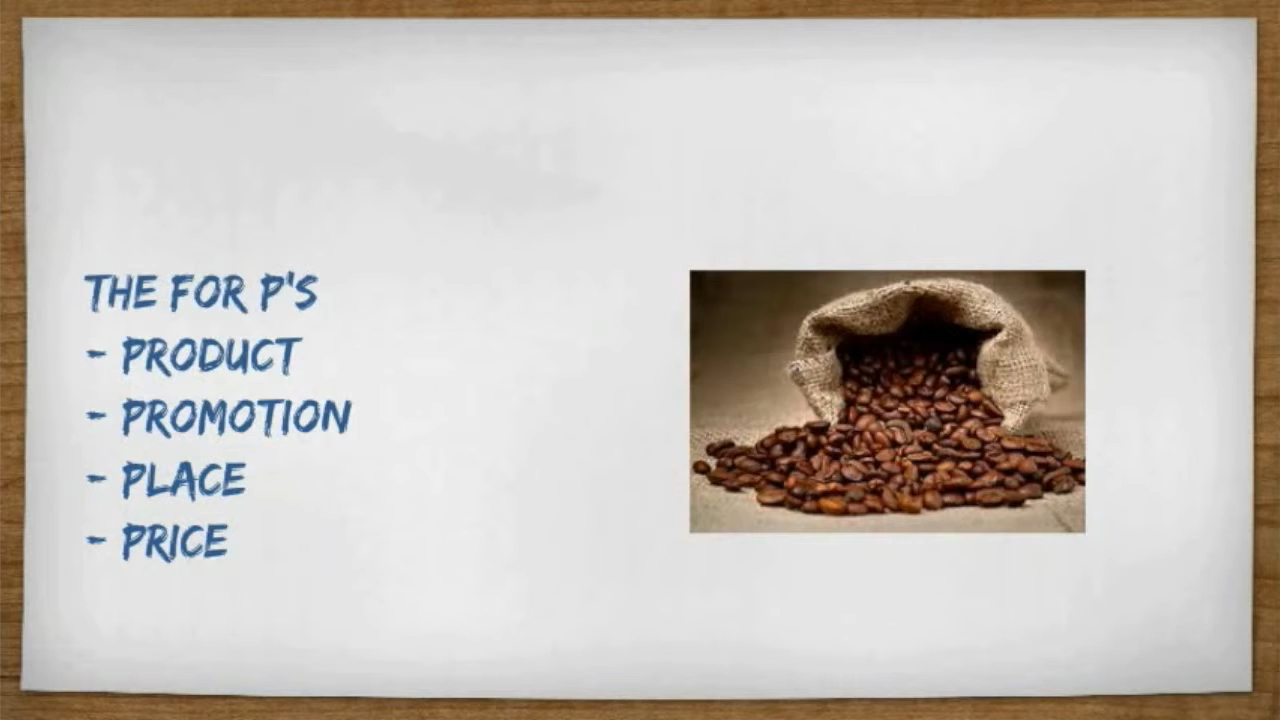 THE FOR P'S
- PRODUCT
- PROMOTION
- PLACE
- PRICE